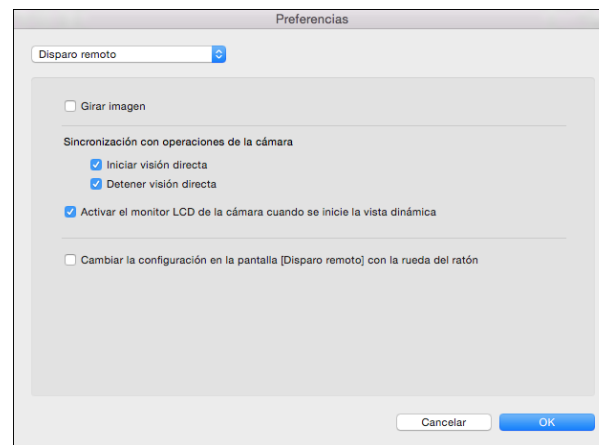 Preferencias
Disparo remoto
Girar imagen
Sincronización con operaciones de la cámara
Iniciar visión directa
Detener visión directa
Activar el monitor LCD de la cámara cuando se inicie la vista dinámica
Cambiar la configuración en la pantalla [Disparo remoto] con la rueda del ratón
Cancelar OK